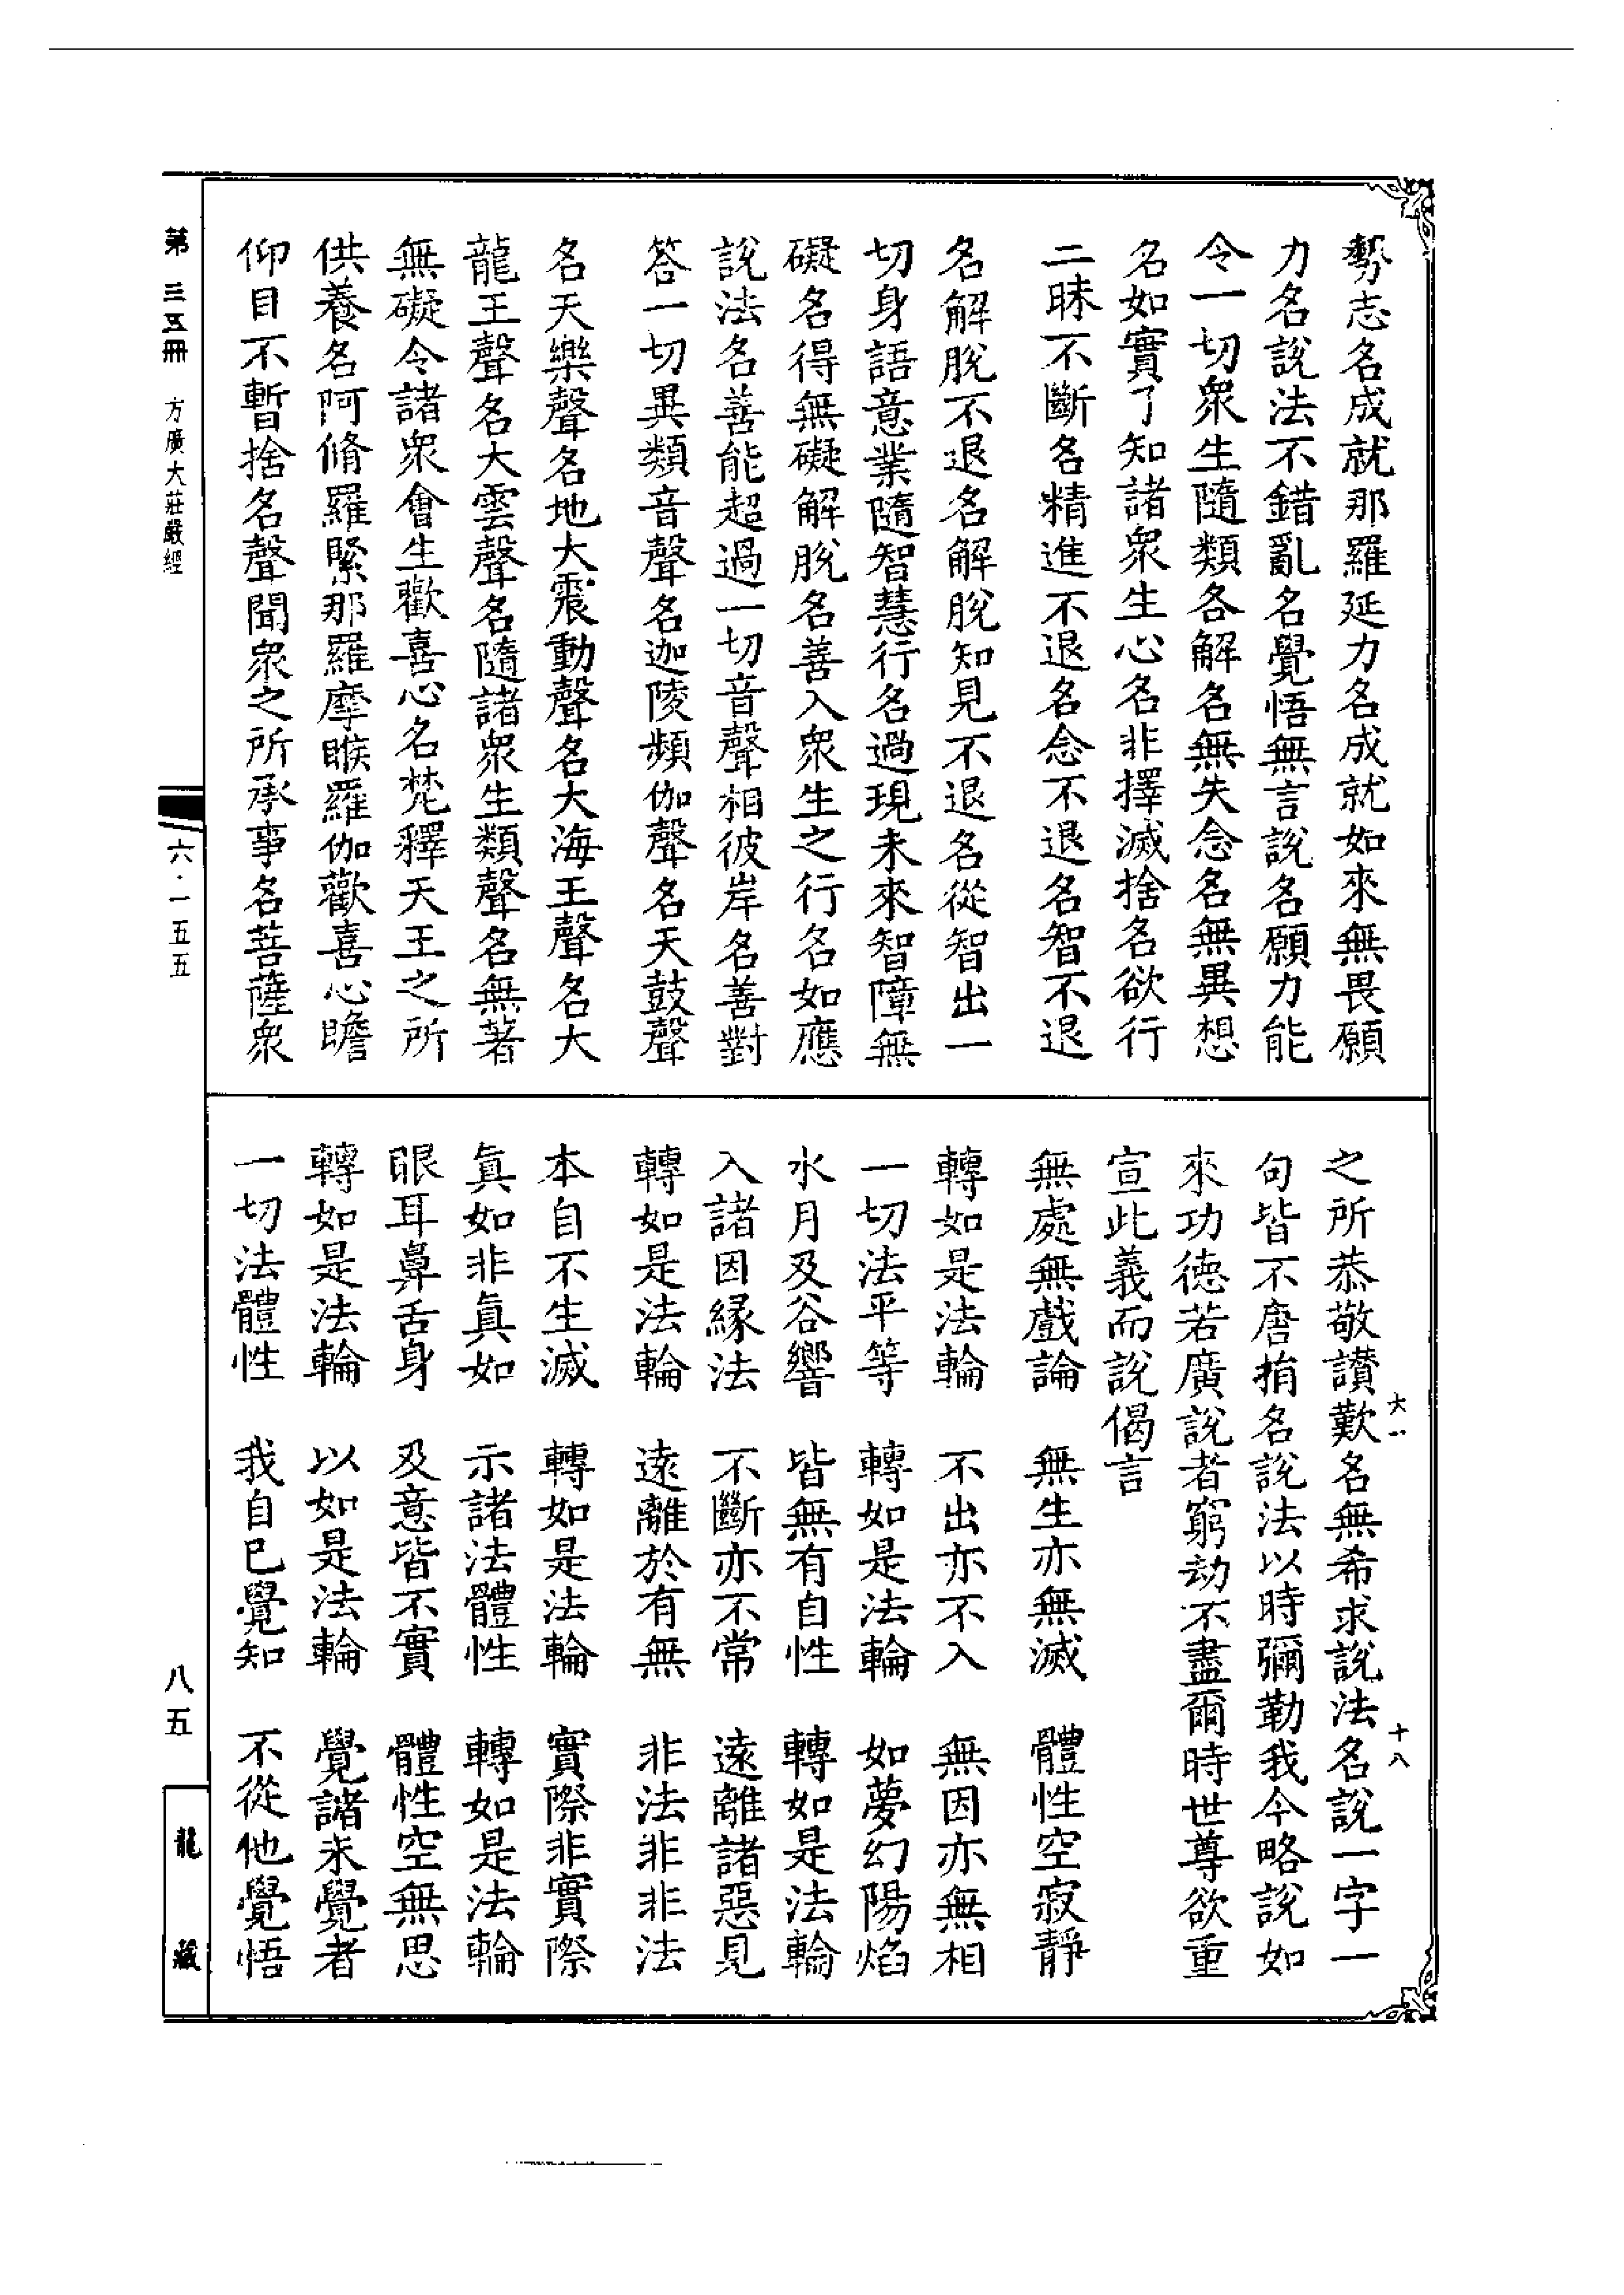 勢志名成就那羅延力名成就如來無畏願
力名說法不錯亂名覺悟無言說名願力能
令一切衆生隨類各解名無失念名無異想
名如實了知諸衆生心名非擇滅捨名欲行
二昧不斷名精進不退名念不退名智不退
名解脫不退名解脫知見不退名從智出一
切身語意業隨智慧行名過現未來智障無
礙名得無礙解脫名善入衆生之行名如應
說法名善能超過一切音聲相彼岸名善對
答一切異類音聲名迦陵頻伽聲名天鼓聲
名天樂聲名地大震動聲名大海王聲名大
龍王聲名大雲聲名隨諸衆生類聲名無著
無礙令諸衆會生歡喜心名梵釋天王之所
供養名阿脩羅緊那羅摩睺羅伽歡喜心瞻
仰目不暫捨名聲聞衆之所承事名菩薩衆
之所恭敬讃歎名無希求說法名說一字一
句皆不唐捐名說法以時彌勒我今略說如
來功德若廣說者窮劫不盡爾時世尊欲重
宣此義而說偈言
無處無戲論　無生亦無滅　體性空寂靜
轉如是法輪　不出亦不入　無因亦無相
一切法平等　轉如是法輪　如夢幻陽焰
水月及谷響　皆無有自性　轉如是法輪
入諸因緣法　不斷亦不常　遠離諸惡見
轉如是法輪　遠離於有無　非法非非法
本自不生滅　轉如是法輪　實際非實際
眞如非眞如　示諸法體性　轉如是法輪
眼耳鼻舌身　及意皆不實　體性空無思
轉如是法輪　以如是法輪　覺諸未覺者
一切法體性　我自已覺知　不從他覺悟
大一　十八
第三五冊　方廣大莊嚴經
六·一五五
八五
龍藏